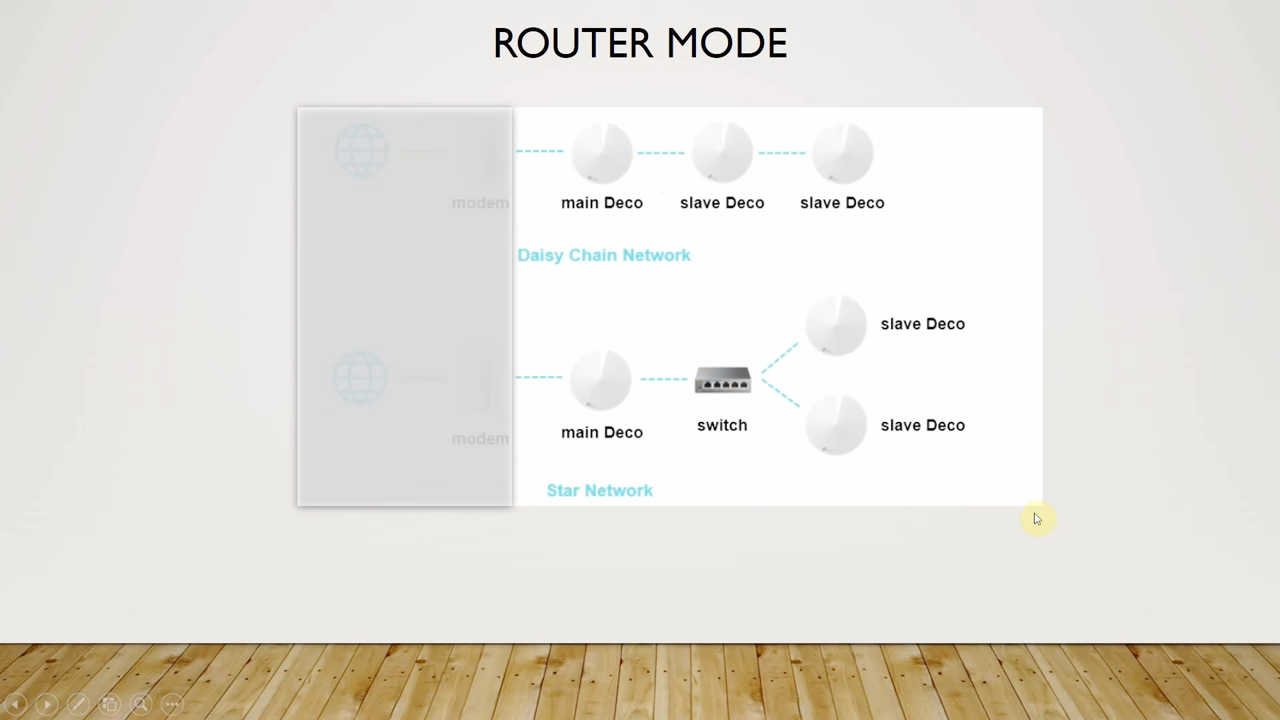 ROUTER MODE
modem
main Deco
slave Deco
slave Deco
Daisy Chain Network
slave Deco
modem
main Deco
switch
slave Deco
Star Network